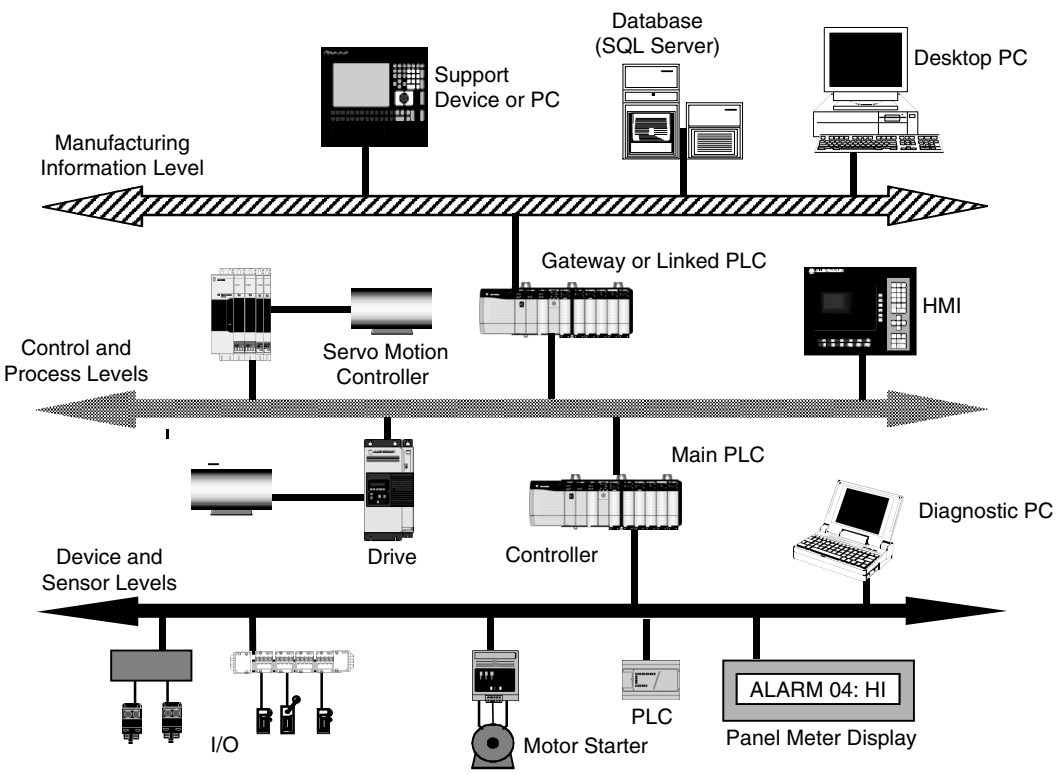 Database
(SQL Server)
Support
Device or PC
Desktop PC
Manufacturing
Information Level
Gateway or Linked PLC
HMI
Servo Motion
Controller
Control and
Process Levels
Main PLC
Diagnostic PC
Drive
Controller
Device and
Sensor Levels
ALARM 04: HI
I/O
Motor Starter
PLC
Panel Meter Display